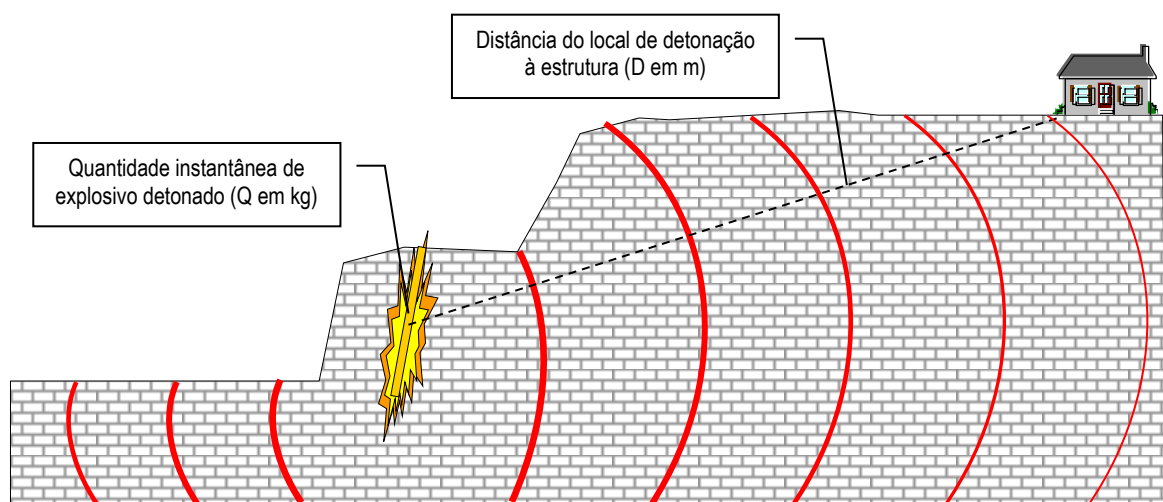 Distância do local de detonação
à estrutura (D em m)
Quantidade instantânea de
explosivo detonado (Q em kg)